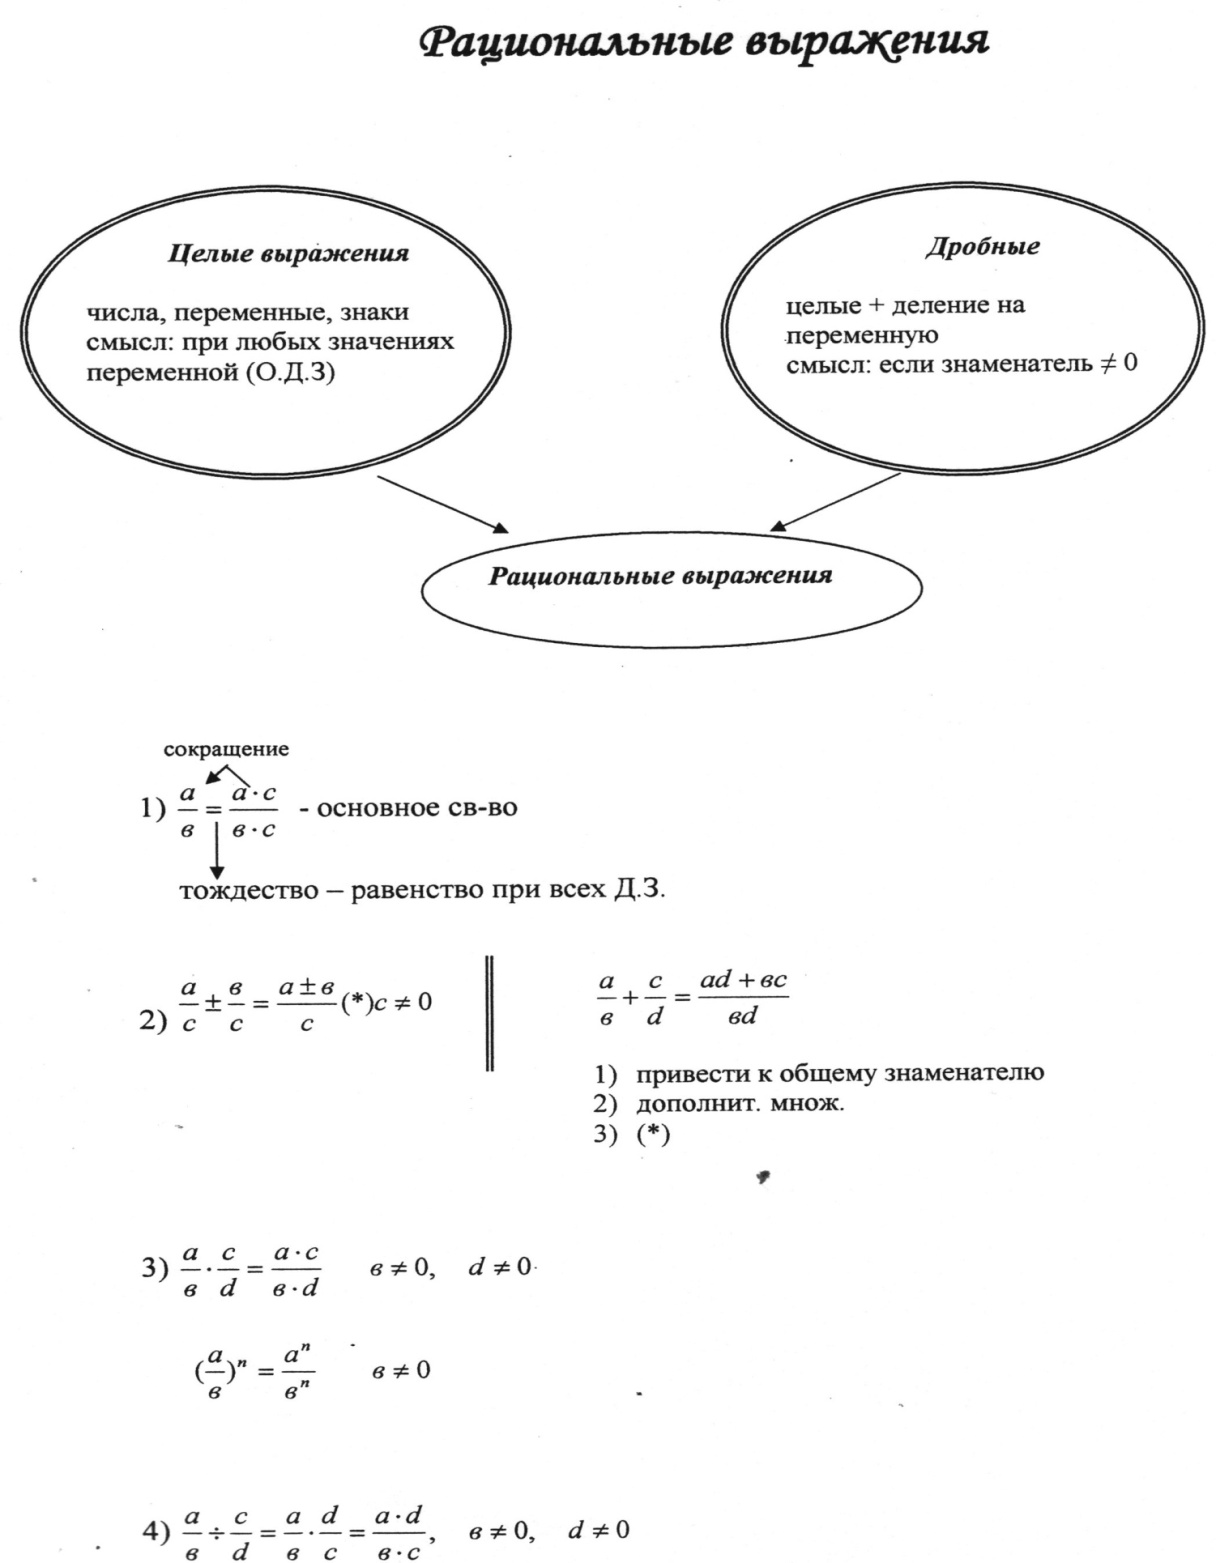 Рациональные выражения
Целые выражения
числа, переменные, знаки
смысл: при любых значениях
переменной (О.Д.З)
Дробные
целые + деление на
переменную
смысл: если знаменатель ≠ 0
Рациональные выражения
сокращение
1) a/в = a·c/в·c - основное св-во
тождество – равенство при всех Д.З.
2) a/c ± в/c = a±в/c (*)c ≠ 0
a/в + c/d = ad + вc/вd
1) привести к общему знаменателю
2) дополнит. множ.
3) (*)
3) a/в · c/d = a·c/в·d в ≠ 0, d ≠ 0
(a/в)ⁿ = aⁿ/вⁿ в ≠ 0
4) a/в ÷ c/d = a/в · d/c = a·d/в·c, в ≠ 0, d ≠ 0